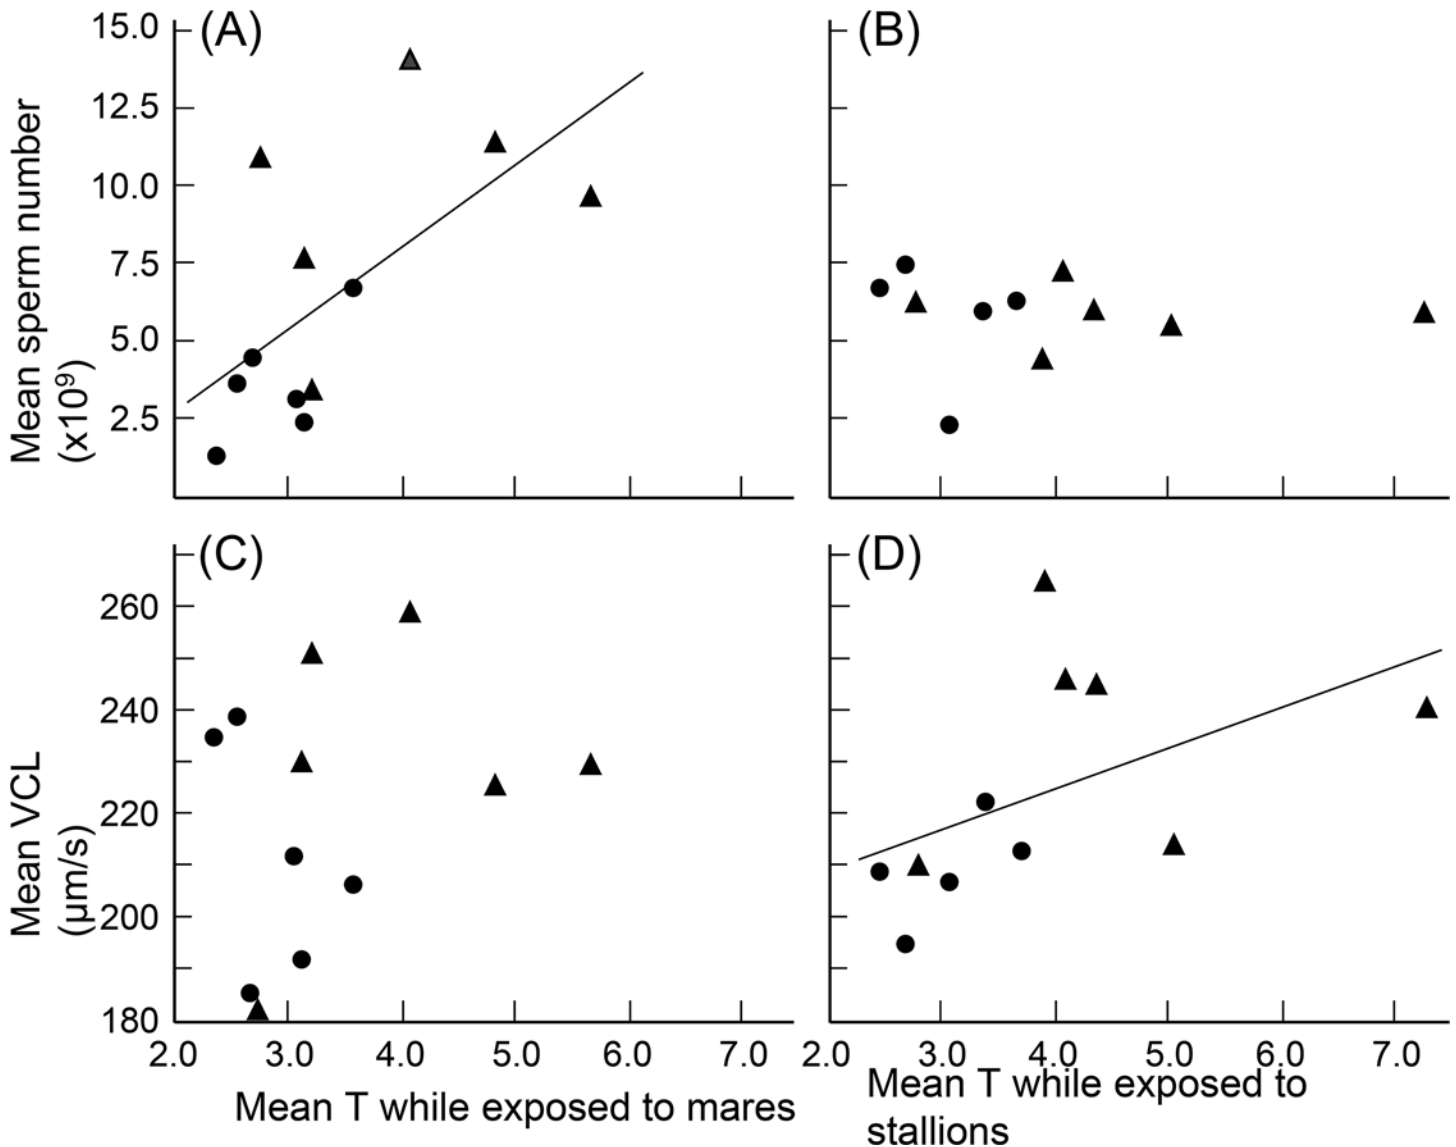 (A)
(B)
15.0
12.5
10.0
7.5
5.0
2.5
Mean sperm number
(x10⁹)
(C)
(D)
260
240
220
200
180
Mean VCL
(μm/s)
2.0 3.0 4.0 5.0 6.0 7.0
2.0 3.0 4.0 5.0 6.0 7.0
Mean T while exposed to mares
Mean T while exposed to
stallions